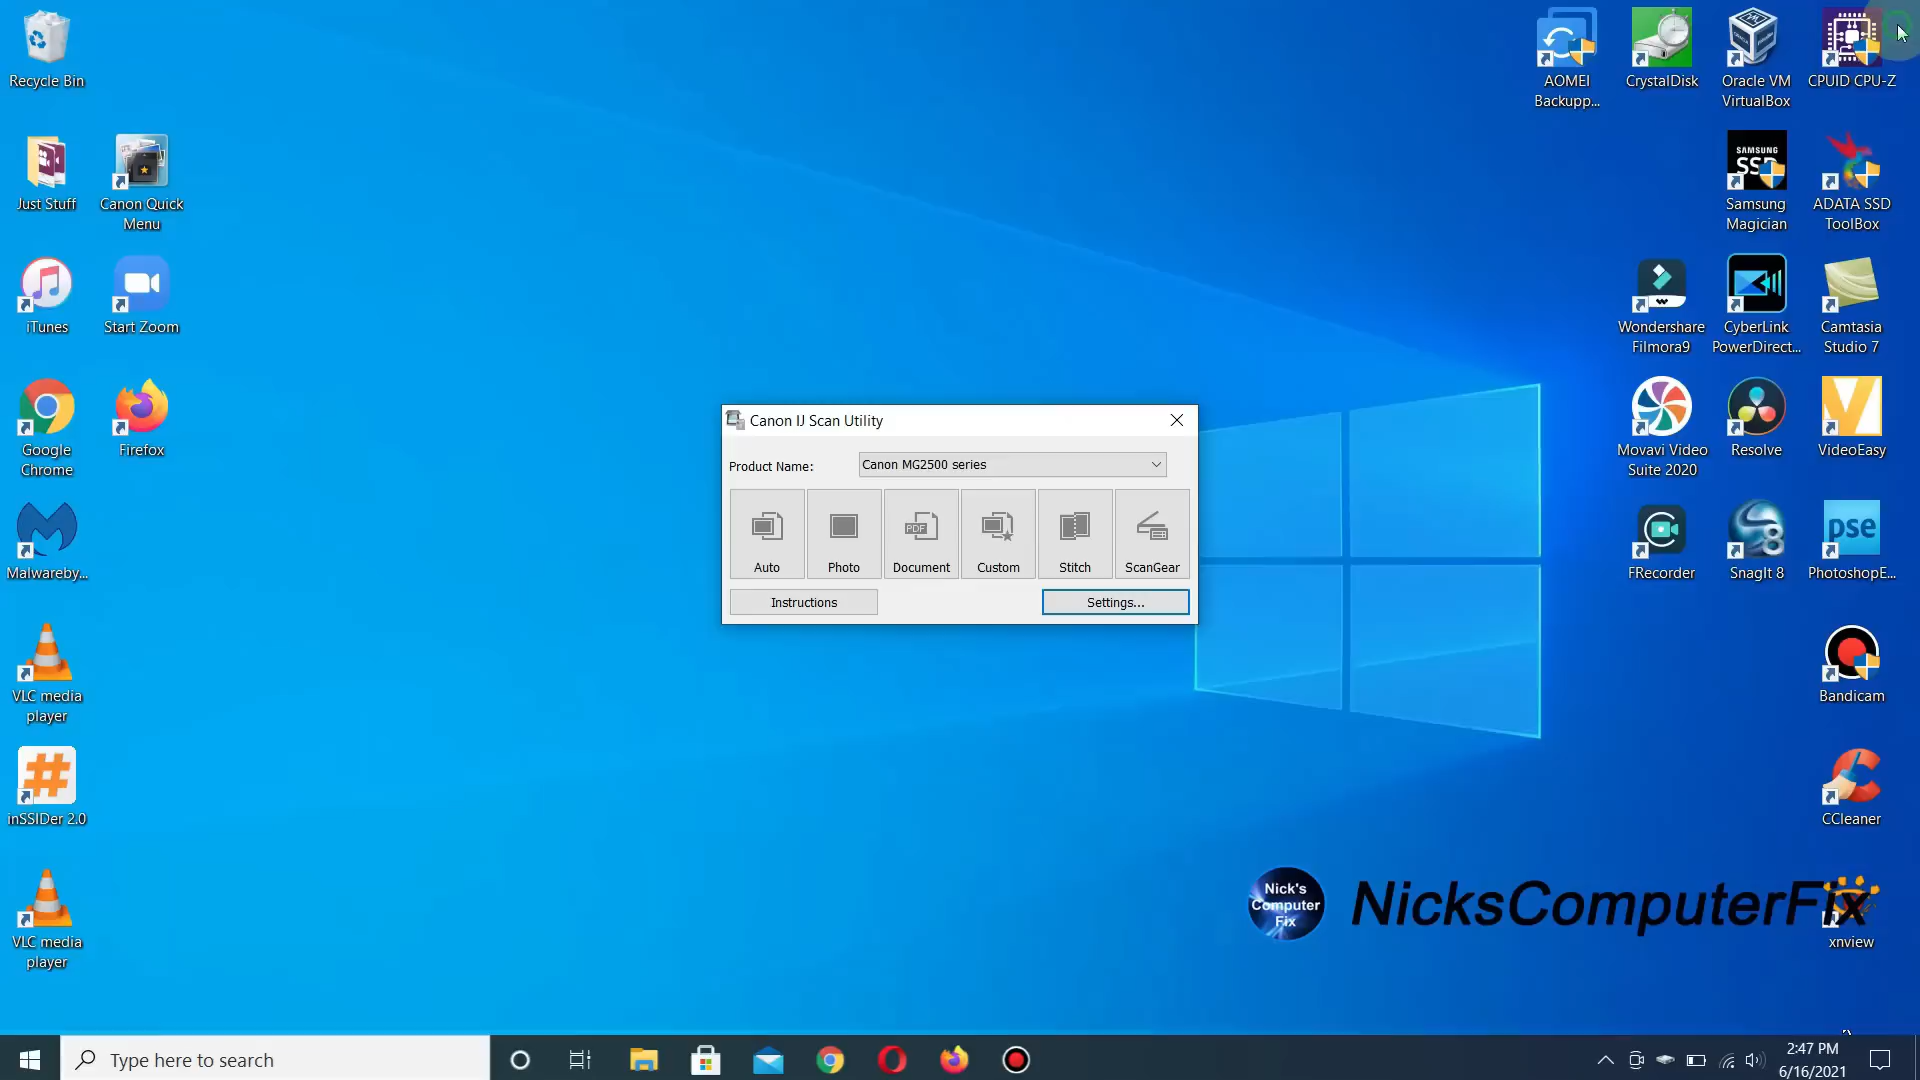 Recycle Bin
Just Stuff
Canon Quick
Menu
iTunes
Start Zoom
Google
Chrome
Firefox
Malwareby...
VLC media
player
inSSIDer 2.0
VLC media
player
Canon IJ Scan Utility
Product Name:
Canon MG2500 series
Auto
Photo
PDF
Document
Custom
Stitch
ScanGear
Instructions
Settings...
AOMEI
Backupp...
CrystalDisk
Oracle VM
VirtualBox
CPUID CPU-Z
SAMSUNG
SSD
Samsung
Magician
ADATA SSD
ToolBox
Wondershare
Filmora9
CyberLink
PowerDirect...
Camtasia
Studio 7
Movavi Video
Suite 2020
Resolve
VideoEasy
FRecorder
SnagIt 8
pse
PhotoshopE...
Bandicam
CCleaner
Nick's
Computer
Fix
NicksComputerFix
xnview
Type here to search
2:47 PM
6/16/2021